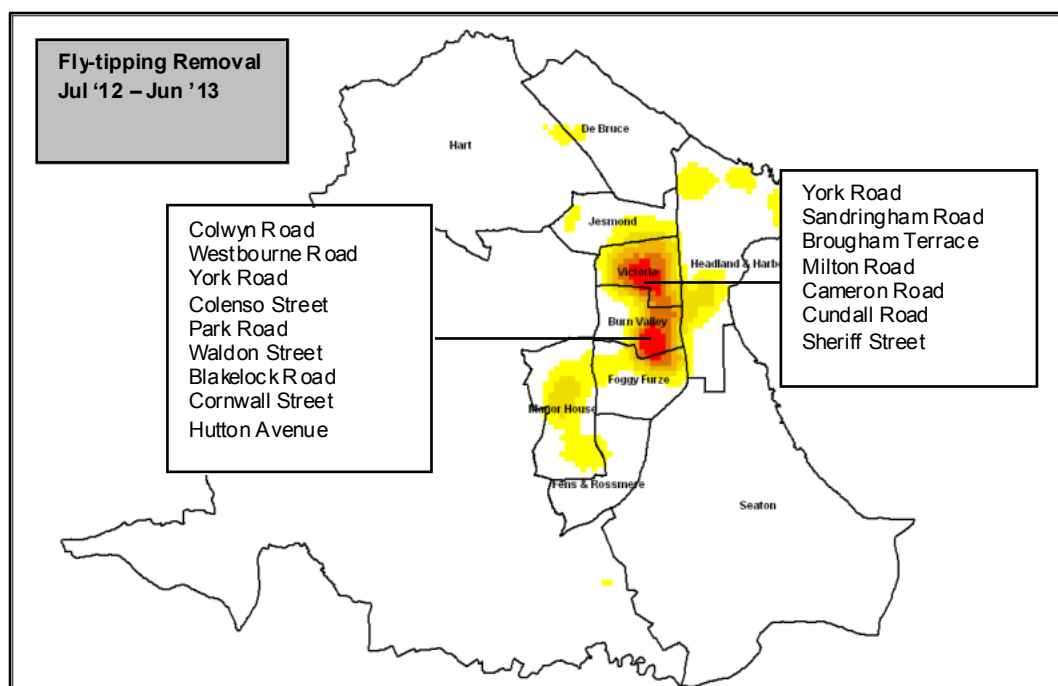 Fly-tipping Removal
Jul ‘12 – Jun ’13
De Bruce
Hart
Jesmond
Victoria
Headland & Harbo
Burn Valley
Foggy Furze
Manor House
Fens & Rossmere
Seaton
Colwyn Road
Westbourne Road
York Road
Colenso Street
Park Road
Waldon Street
Blakelock Road
Cornwall Street
Hutton Avenue
York Road
Sandringham Road
Brougham Terrace
Milton Road
Cameron Road
Cundall Road
Sheriff Street